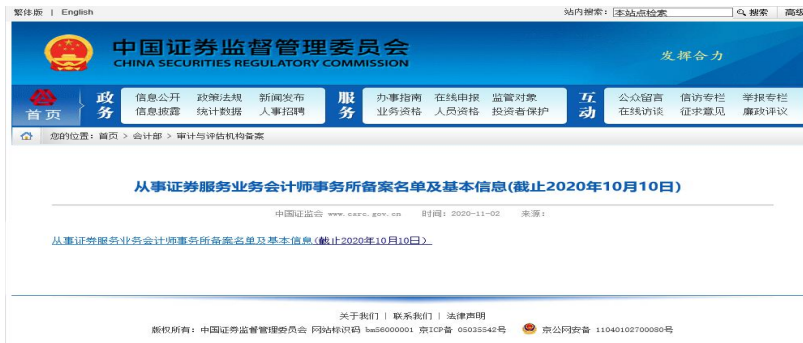 繁体版 | English 站内搜索: 本站点检索 搜索 高级
中国证券监督管理委员会 发挥合力
CHINA SECURITIES REGULATORY COMMISSION
首页 政务 信息公开 政策法规 新闻发布 服务 办事指南 在线申报 监管对象 互动 公众留言 信访专栏 举报专栏
信息披露 统计数据 人事招聘 业务资格 人员资格 投资者保护 在线访谈 征求意见 廉政评议
您的位置: 首页 > 会计部 > 审计与评估机构备案
从事证券服务业务会计师事务所备案名单及基本信息(截止2020年10月10日)
中国证监会 www.csrc.gov.cn 时间: 2020-11-02 来源:
从事证券服务业务会计师事务所备案名单及基本信息(截止2020年10月10日)
关于我们 | 联系我们 | 法律声明
版权所有: 中国证券监督管理委员会 网站标识码 bm56000001 京ICP备 05035542号 京公网安备 11040102700080号